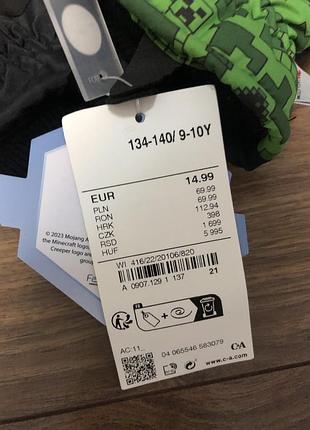 134-140/ 9-10Y
EUR 14.99
PLN 69.99
RON 69.99
HRK 112.94
CZK 398
RSD 1 699
HUF 5 995
WI 416/22/20106/820
A 0907.129 1 137 21
AC:11..
04 065546 583079
C&A
www.c-a.com
© 2023 Mojang A
the Minecraft logo,
Creeper logo are
group